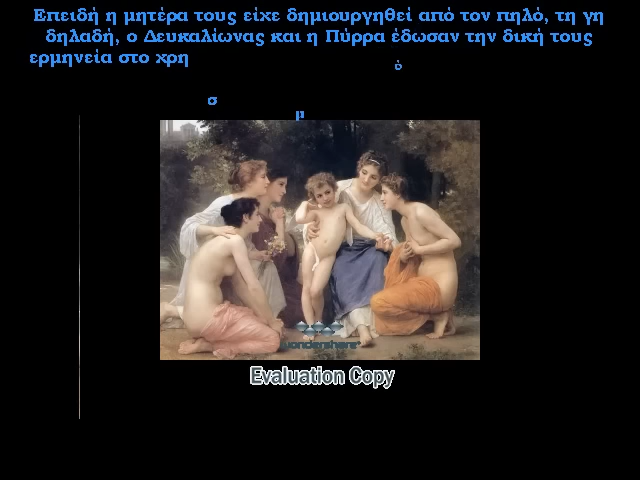 Επειδή η μητέρα τους είχε δημιουργηθεί από τον πηλό, τη γη
δηλαδή, ο Δευκαλίωνας και η Πύρρα έδωσαν την δική τους
ερμηνεία στο χρη
ό
σ
μ
wondershare
Evaluation Copy